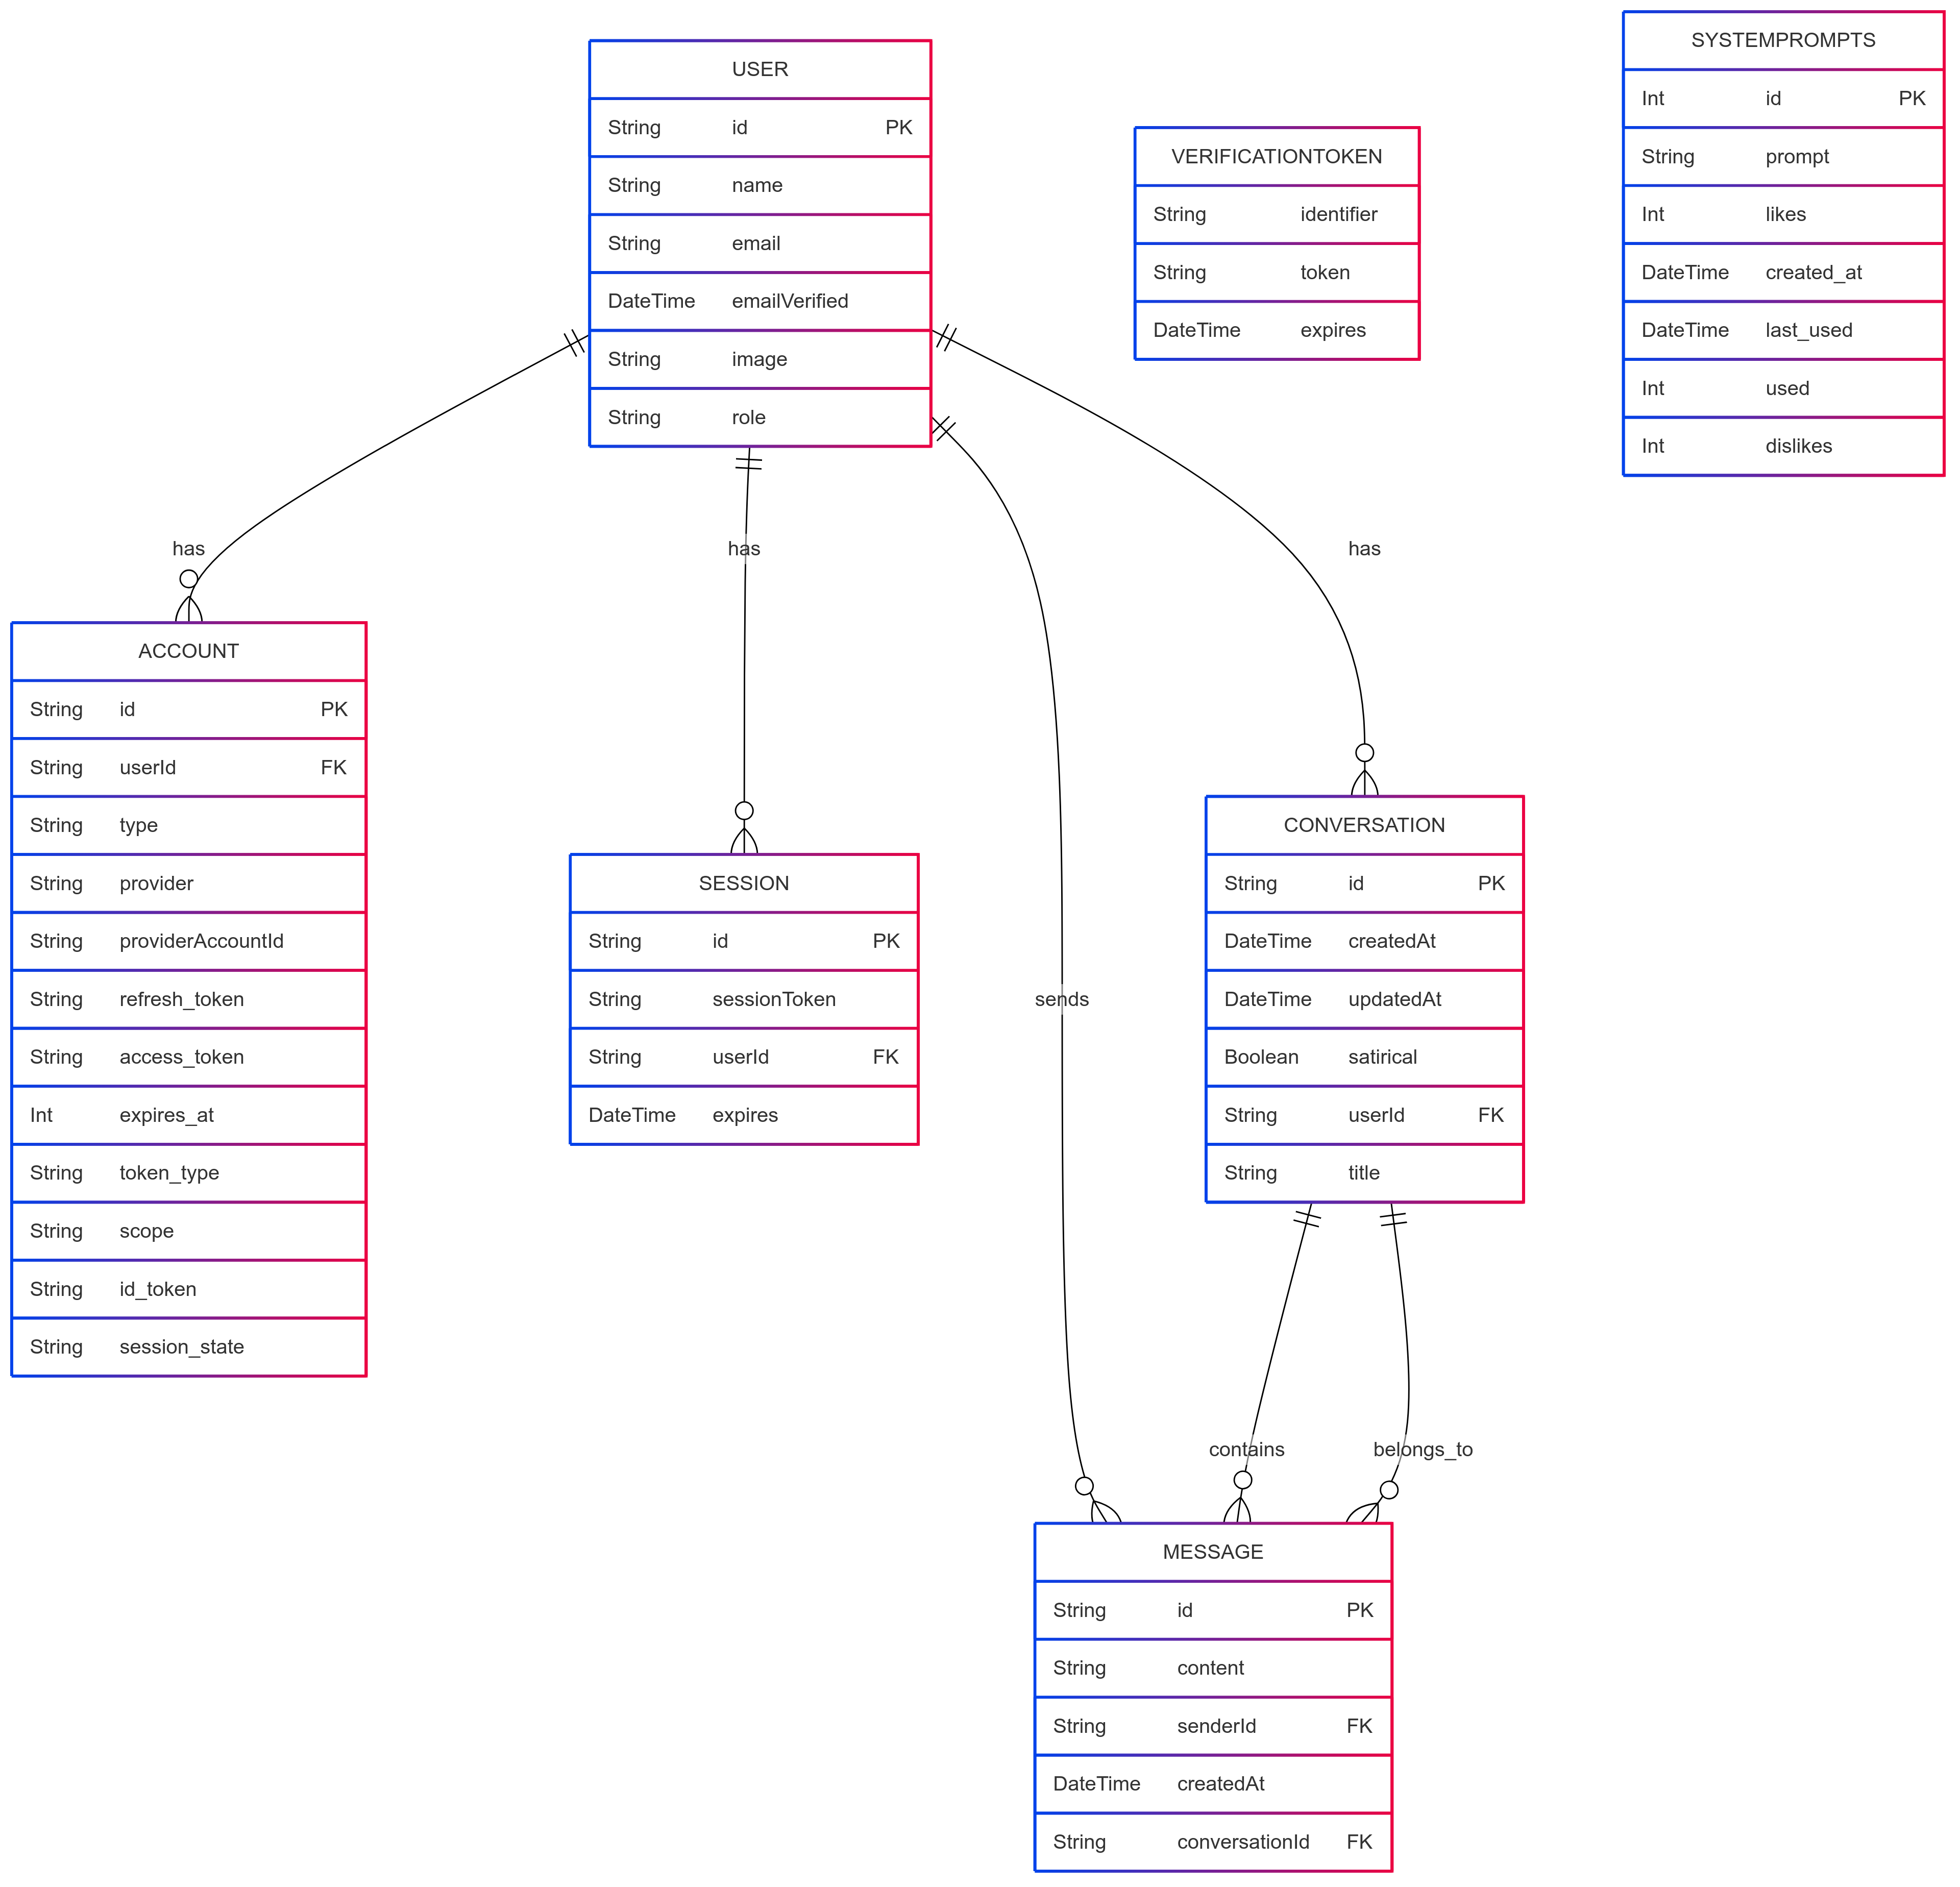 USER
String id PK
String name
String email
DateTime emailVerified
String image
String role
VERIFICATIONTOKEN
String identifier
String token
DateTime expires
SYSTEMPROMPTS
Int id PK
String prompt
Int likes
DateTime created_at
DateTime last_used
Int used
Int dislikes
has
has
has
ACCOUNT
String id PK
String userId FK
String type
String provider
String providerAccountId
String refresh_token
String access_token
Int expires_at
String token_type
String scope
String id_token
String session_state
SESSION
String id PK
String sessionToken
String userId FK
DateTime expires
sends
CONVERSATION
String id PK
DateTime createdAt
DateTime updatedAt
Boolean satirical
String userId FK
String title
contains
belongs_to
MESSAGE
String id PK
String content
String senderId FK
DateTime createdAt
String conversationId FK